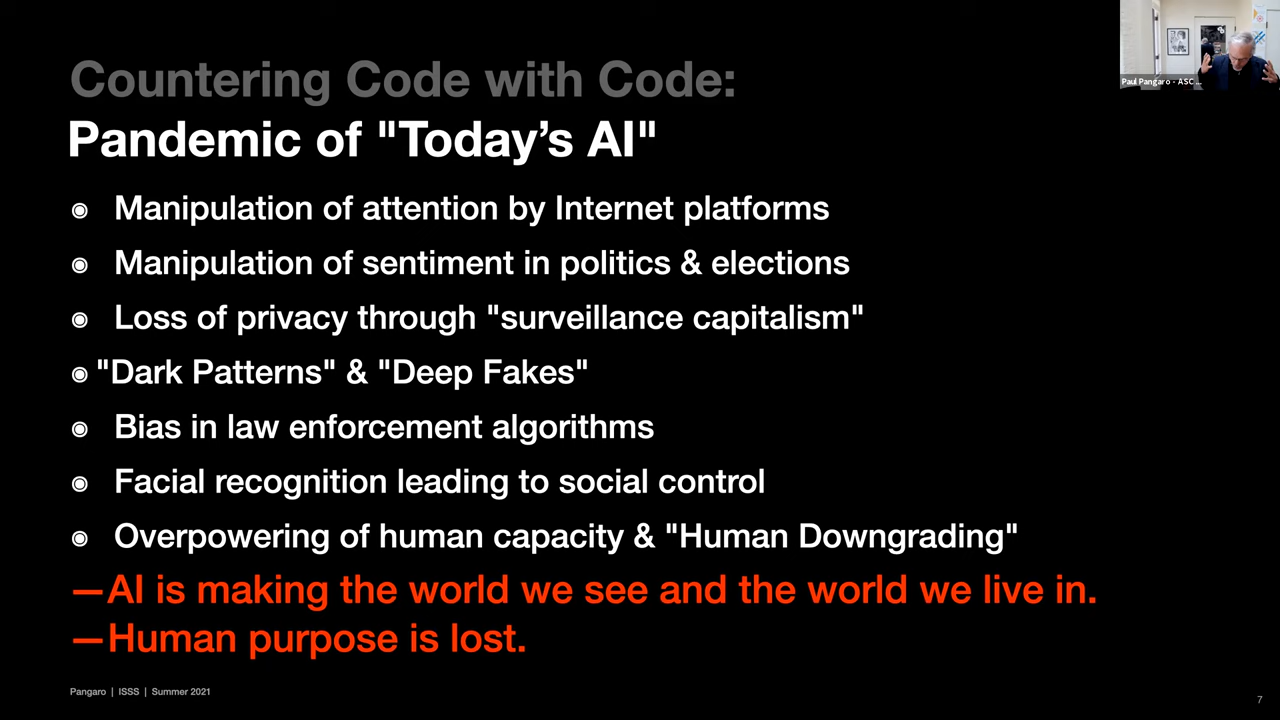 Countering Code with Code:
Pandemic of "Today’s AI"
◉ Manipulation of attention by Internet platforms
◉ Manipulation of sentiment in politics & elections
◉ Loss of privacy through "surveillance capitalism"
◉ "Dark Patterns" & "Deep Fakes"
◉ Bias in law enforcement algorithms
◉ Facial recognition leading to social control
◉ Overpowering of human capacity & "Human Downgrading"
—AI is making the world we see and the world we live in.
—Human purpose is lost.
Pangaro | ISSS | Summer 2021
7
Paul Pangaro - ASC ...